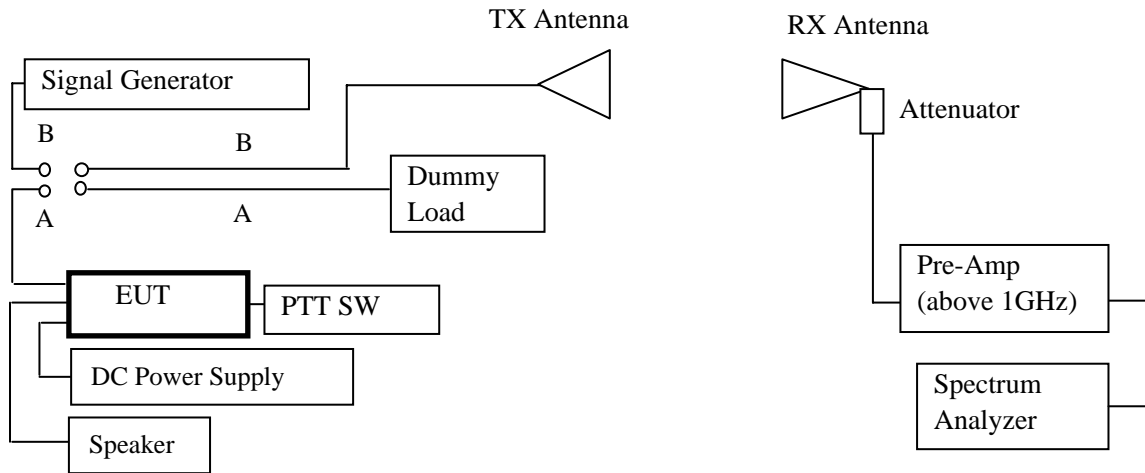 TX Antenna
RX Antenna
Signal Generator
Attenuator
B
B
Dummy
Load
A
A
EUT
PTT SW
Pre-Amp
(above 1GHz)
DC Power Supply
Spectrum
Analyzer
Speaker